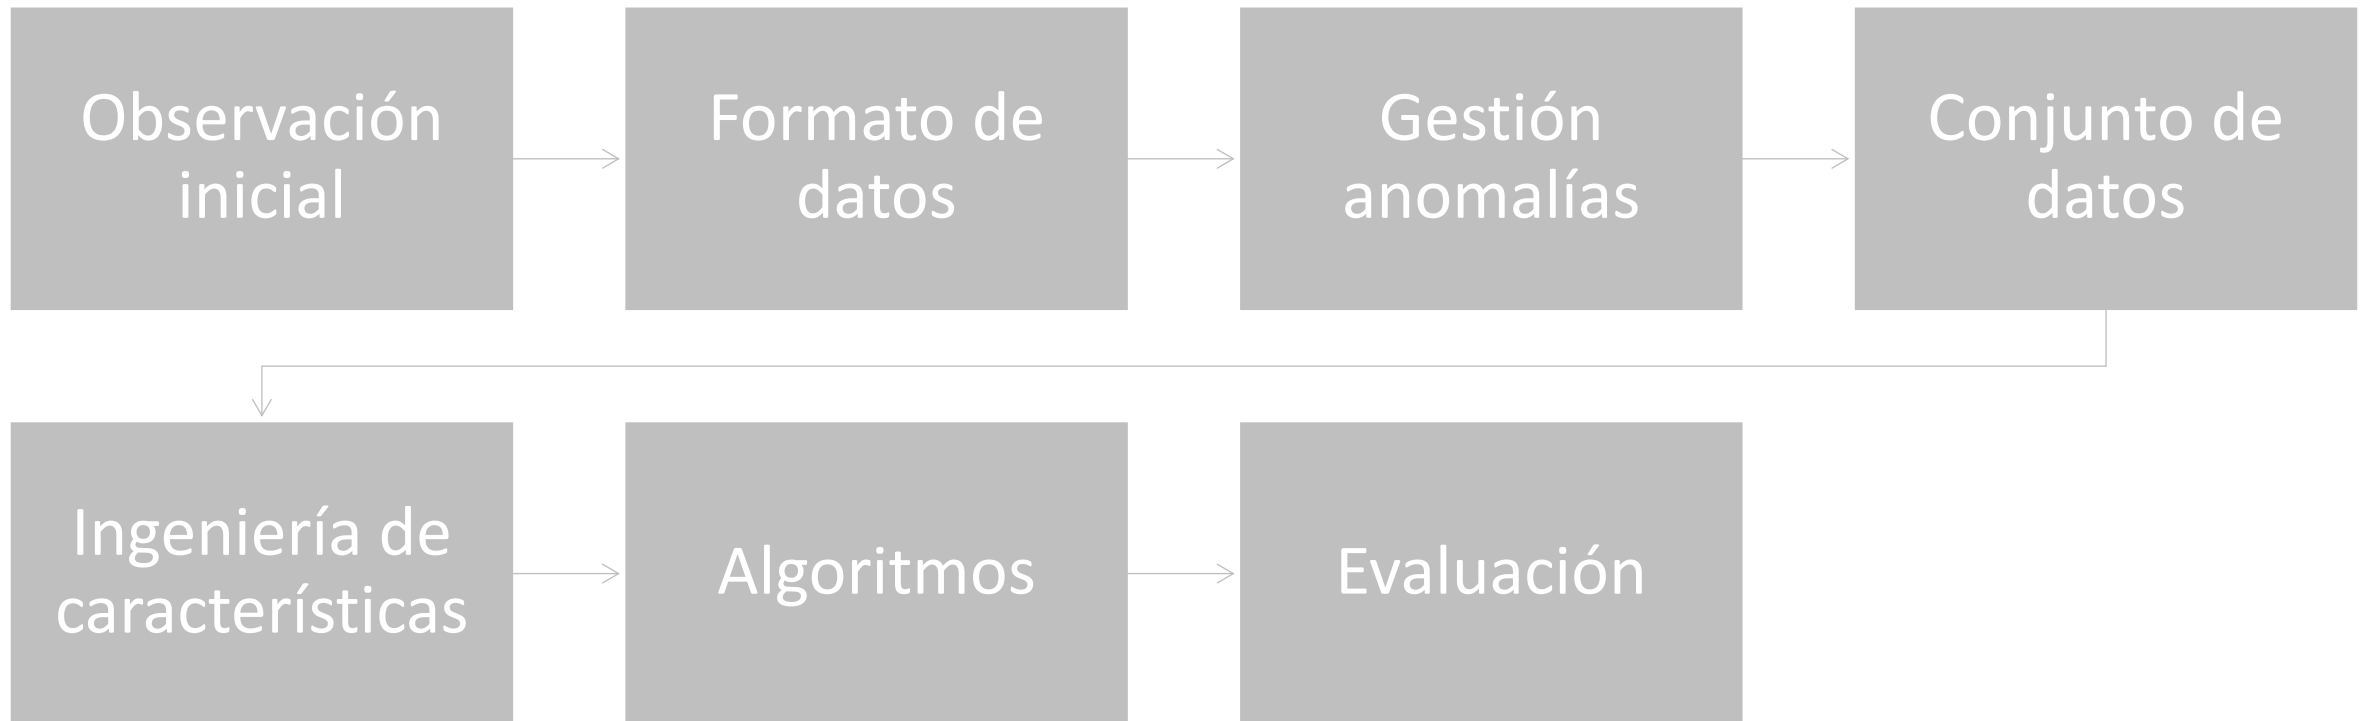 Observación
inicial
Formato de
datos
Gestión
anomalías
Conjunto de
datos
Ingeniería de
características
Algoritmos
Evaluación